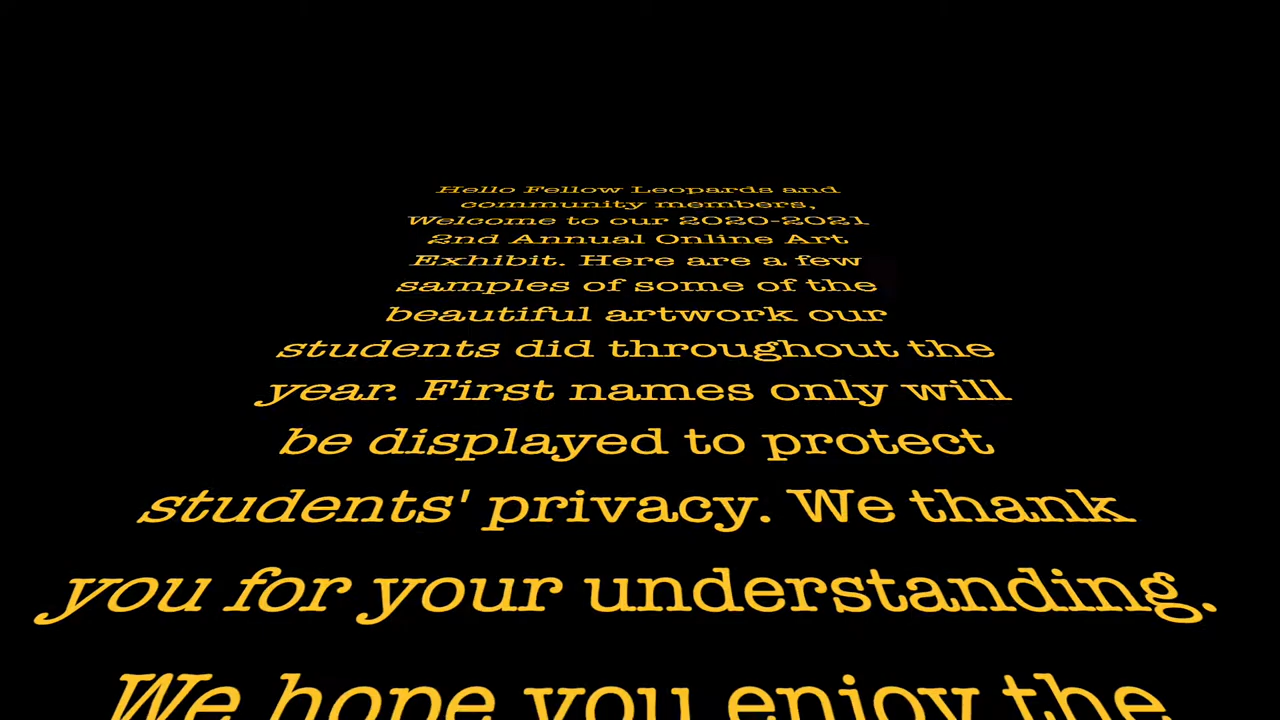 Hello Fellow Leopards and
community members,
Welcome to our 2020-2021
2nd Annual Online Art
Exhibit. Here are a few
samples of some of the
beautiful artwork our
students did throughout the
year. First names only will
be displayed to protect
students' privacy. We thank
you for your understanding.
We hope you enjoy the